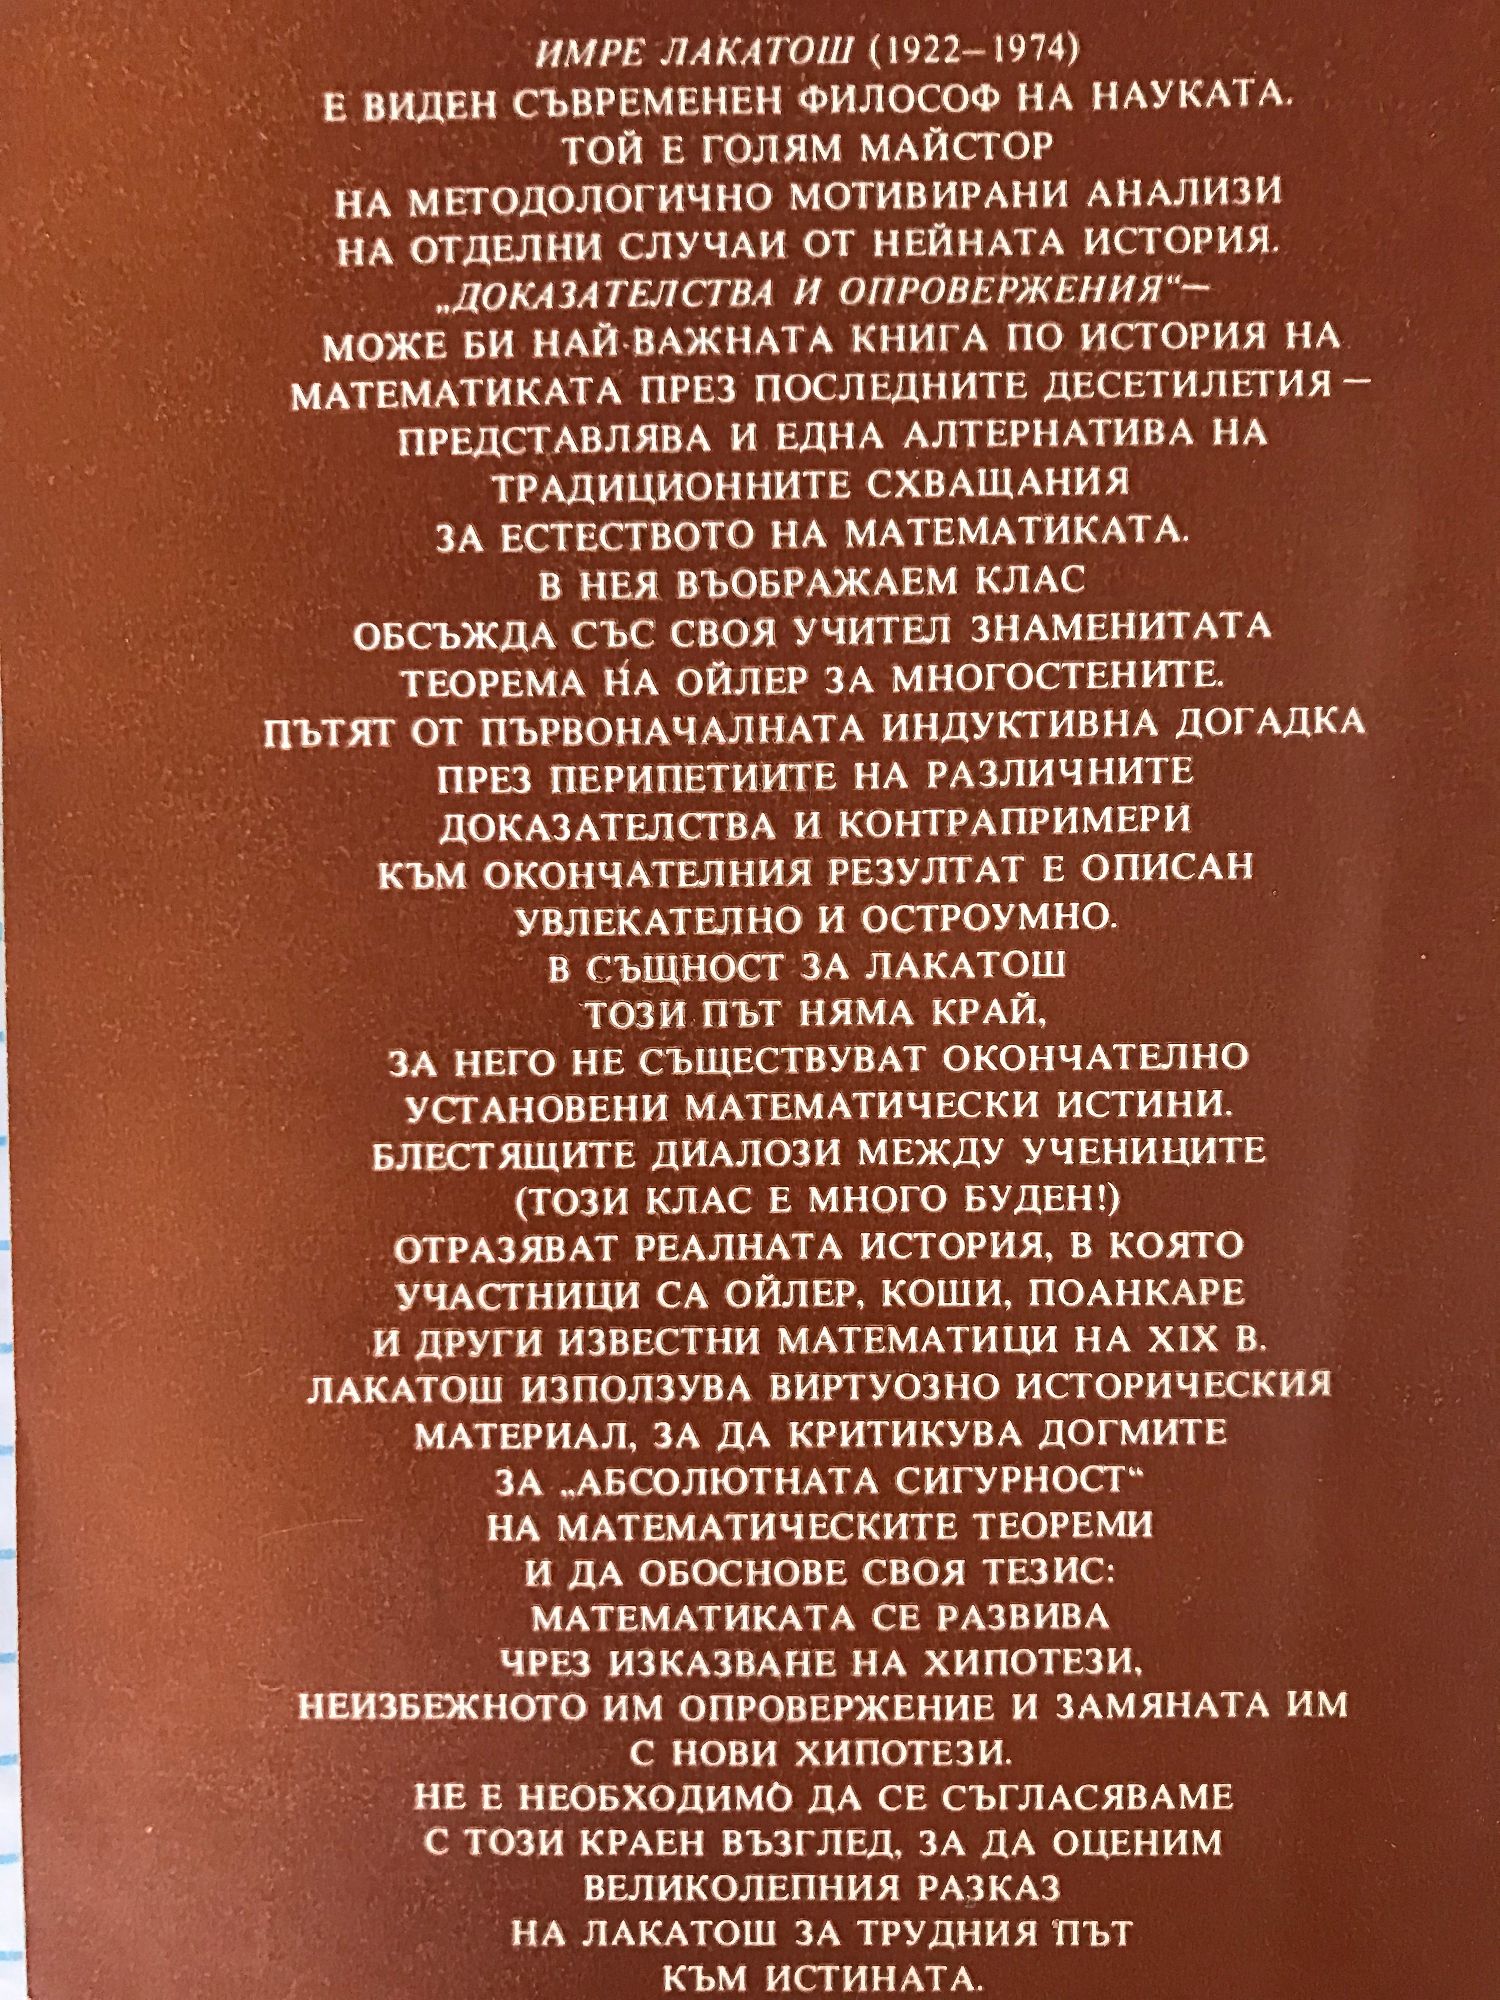 ИМРЕ ЛАКАТОШ (1922–1974)
Е ВИДЕН СЪВРЕМЕНЕН ФИЛОСОФ НА НАУКАТА.
ТОЙ Е ГОЛЯМ МАЙСТОР
НА МЕТОДОЛОГИЧНО МОТИВИРАНИ АНАЛИЗИ
НА ОТДЕЛНИ СЛУЧАИ ОТ НЕЙНАТА ИСТОРИЯ.
„ДОКАЗАТЕЛСТВА И ОПРОВЕРЖЕНИЯ“—
МОЖЕ БИ НАЙ-ВАЖНАТА КНИГА ПО ИСТОРИЯ НА
МАТЕМАТИКАТА ПРЕЗ ПОСЛЕДНИТЕ ДЕСЕТИЛЕТИЯ —
ПРЕДСТАВЛЯВА И ЕДНА АЛТЕРНАТИВА НА
ТРАДИЦИОННИТЕ СХВАЩАНИЯ
ЗА ЕСТЕСТВОТО НА МАТЕМАТИКАТА.
В НЕЯ ВЪОБРАЖАЕМ КЛАС
ОБСЪЖДА СЪС СВОЯ УЧИТЕЛ ЗНАМЕНИТАТА
ТЕОРЕМА НА ОЙЛЕР ЗА МНОГОСТЕНИТЕ.
ПЪТЯТ ОТ ПЪРВОНАЧАЛНАТА ИНДУКТИВНА ДОГАДКА
ПРЕЗ ПЕРИПЕТИИТЕ НА РАЗЛИЧНИТЕ
ДОКАЗАТЕЛСТВА И КОНТРАПРИМЕРИ
КЪМ ОКОНЧАТЕЛНИЯ РЕЗУЛТАТ Е ОПИСАН
УВЛЕКАТЕЛНО И ОСТРОУМНО.
В СЪЩНОСТ ЗА ЛАКАТОШ
ТОЗИ ПЪТ НЯМА КРАЙ,
ЗА НЕГО НЕ СЪЩЕСТВУВАТ ОКОНЧАТЕЛНО
УСТАНОВЕНИ МАТЕМАТИЧЕСКИ ИСТИНИ.
БЛЕСТЯЩИТЕ ДИАЛОЗИ МЕЖДУ УЧЕНИЦИТЕ
(ТОЗИ КЛАС Е МНОГО БУДЕН!)
ОТРАЗЯВАТ РЕАЛНАТА ИСТОРИЯ, В КОЯТО
УЧАСТНИЦИ СА ОЙЛЕР, КОШИ, ПОАНКАРЕ
И ДРУГИ ИЗВЕСТНИ МАТЕМАТИЦИ НА XIX В.
ЛАКАТОШ ИЗПОЛЗУВА ВИРТУОЗНО ИСТОРИЧЕСКИЯ
МАТЕРИАЛ, ЗА ДА КРИТИКУВА ДОГМИТЕ
ЗА „АБСОЛЮТНАТА СИГУРНОСТ“
НА МАТЕМАТИЧЕСКИТЕ ТЕОРЕМИ
И ДА ОБОСНОВЕ СВОЯ ТЕЗИС:
МАТЕМАТИКАТА СЕ РАЗВИВА
ЧРЕЗ ИЗКАЗВАНЕ НА ХИПОТЕЗИ,
НЕИЗБЕЖНОТО ИМ ОПРОВЕРЖЕНИЕ И ЗАМЯНАТА ИМ
С НОВИ ХИПОТЕЗИ.
НЕ Е НЕОБХОДИМО ДА СЕ СЪГЛАСЯВАМЕ
С ТОЗИ КРАЕН ВЪЗГЛЕД, ЗА ДА ОЦЕНИМ
ВЕЛИКОЛЕПНИЯ РАЗКАЗ
НА ЛАКАТОШ ЗА ТРУДНИЯ ПЪТ
КЪМ ИСТИНАТА.